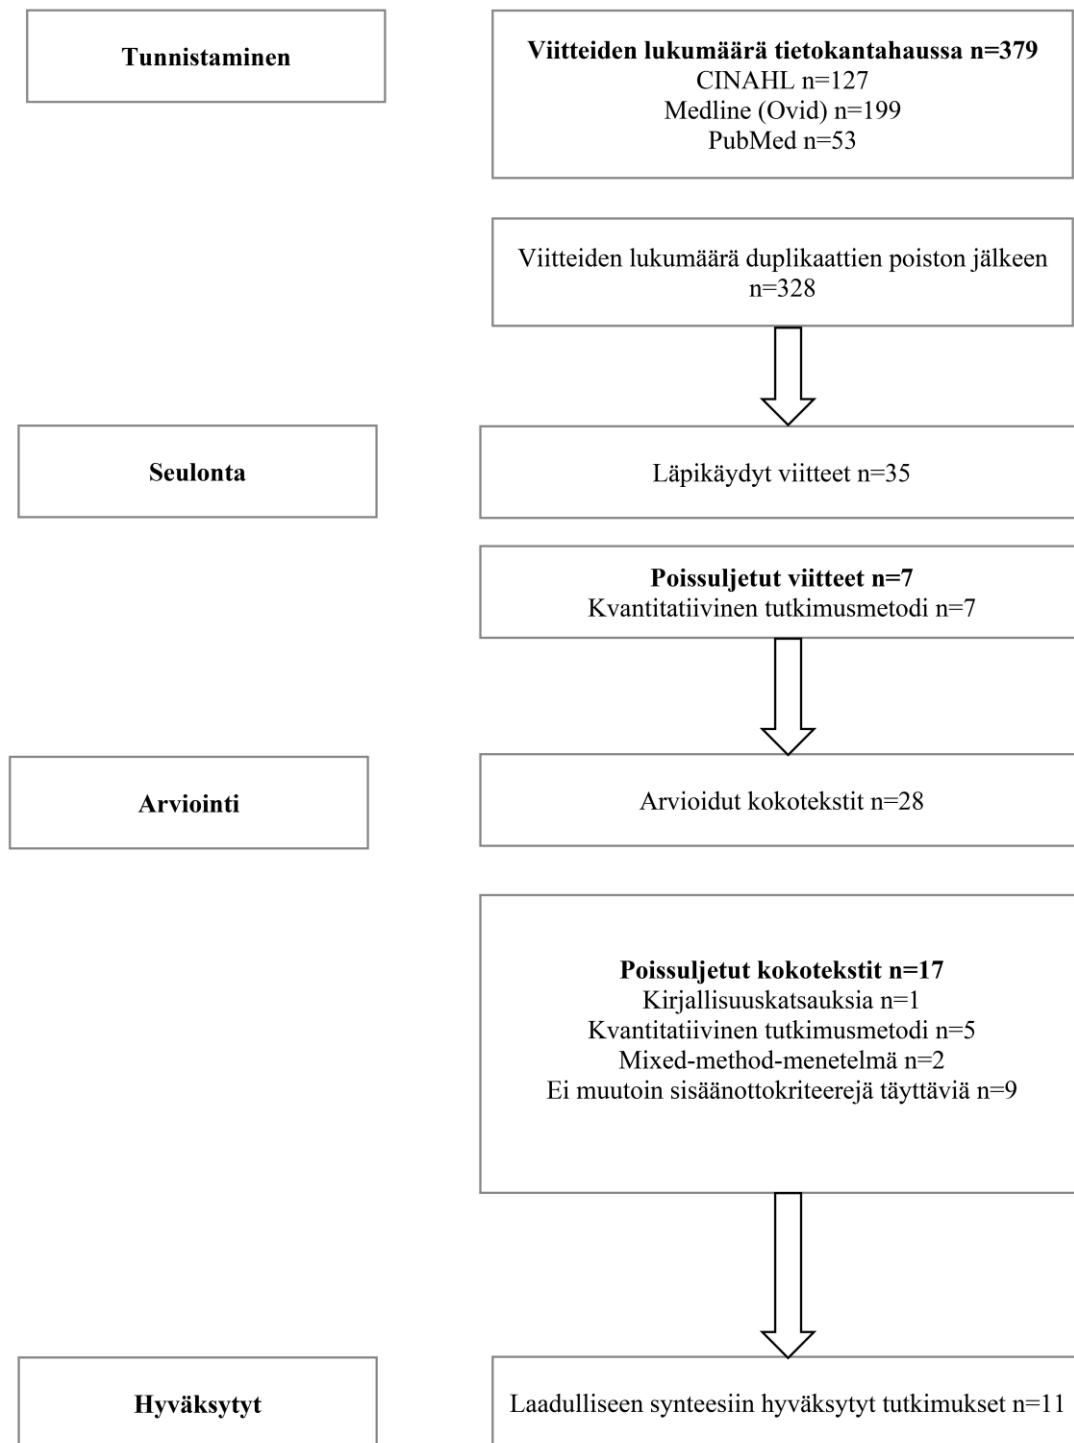 Tunnistaminen
Viitteiden lukumäärä tietokantahaussa n=379
CINAHL n=127
Medline (Ovid) n=199
PubMed n=53
Viitteiden lukumäärä duplikaattien poiston jälkeen
n=328
Seulonta
Läpikäydyt viitteet n=35
Poissuljetut viitteet n=7
Kvantitatiivinen tutkimusmetodi n=7
Arviointi
Arvioidut kokotekstit n=28
Poissuljetut kokotekstit n=17
Kirjallisuuskatsauksia n=1
Kvantitatiivinen tutkimusmetodi n=5
Mixed-method-menetelmä n=2
Ei muutoin sisäänottokriteerejä täyttäviä n=9
Hyväksytyt
Laadulliseen synteesiin hyväksytyt tutkimukset n=11